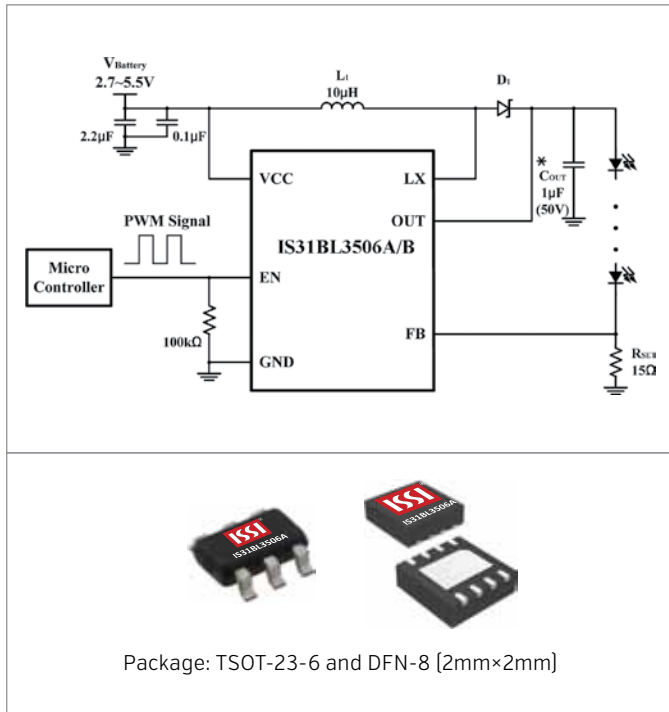 VBattery
2.7~5.5V
2.2µF
0.1µF
L1
10µH
D1
VCC
LX
OUT
* COUT
1µF
(50V)
PWM Signal
IS31BL3506A/B
Micro
Controller
EN
100kΩ
GND
FB
RSET
15Ω
ISSI
IS31BL3506A
ISSI
IS31BL3506A
Package: TSOT-23-6 and DFN-8 (2mm×2mm)